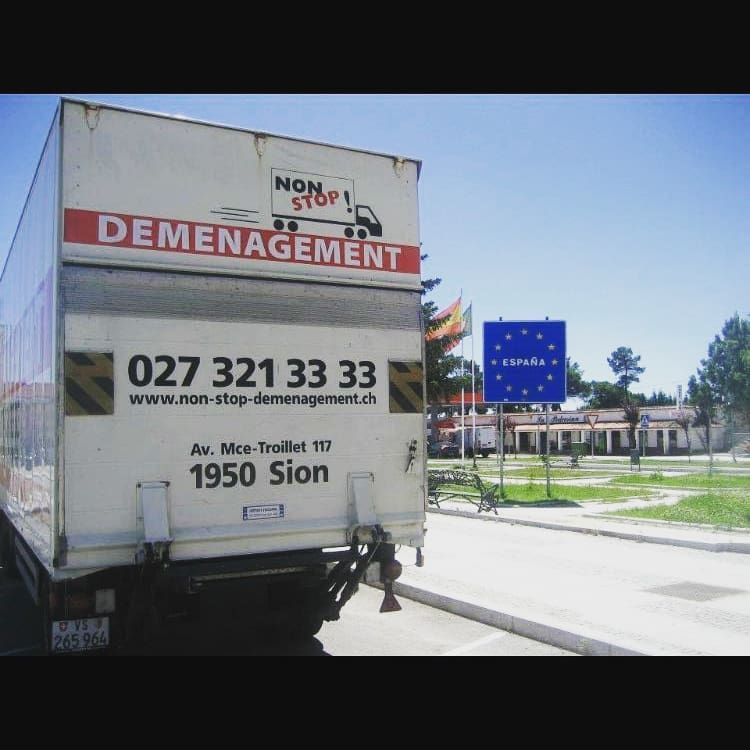 NON
STOP!
DEMENAGEMENT
027 321 33 33
www.non-stop-demenagement.ch
Av. Mce-Troillet 117
1950 Sion
VS
265 964
ESPAÑA